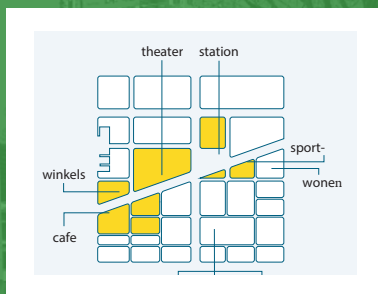 theater station
sport-
winkels
wonen
cafe